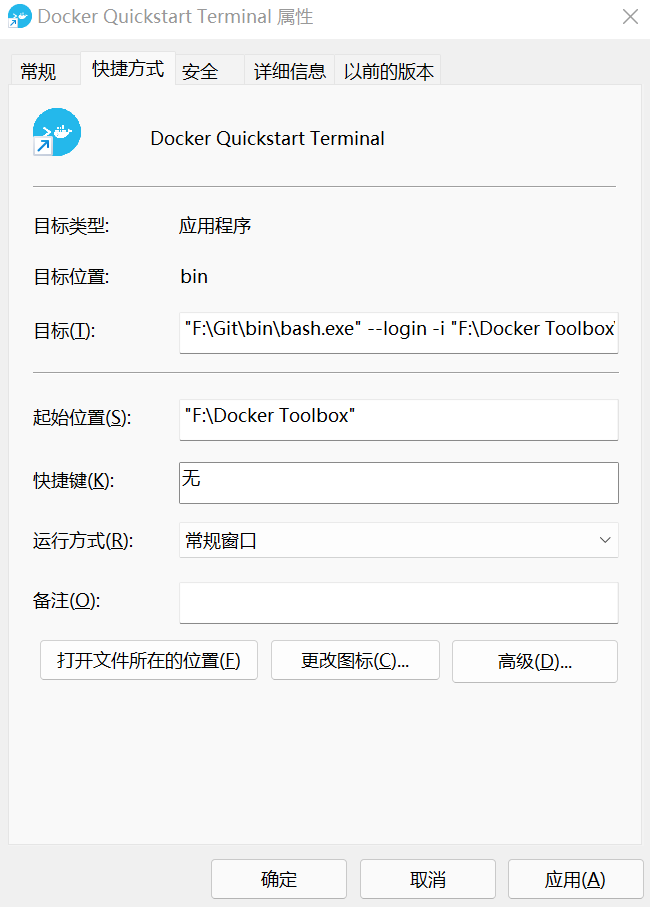 Docker Quickstart Terminal 属性
常规 快捷方式 安全 详细信息 以前的版本
Docker Quickstart Terminal
目标类型: 应用程序
目标位置: bin
目标(T): "F:\Git\bin\bash.exe" --login -i "F:\Docker Toolbox\
起始位置(S): "F:\Docker Toolbox"
快捷键(K): 无
运行方式(R): 常规窗口
备注(O):
打开文件所在的位置(F) 更改图标(C)... 高级(D)...
确定 取消 应用(A)